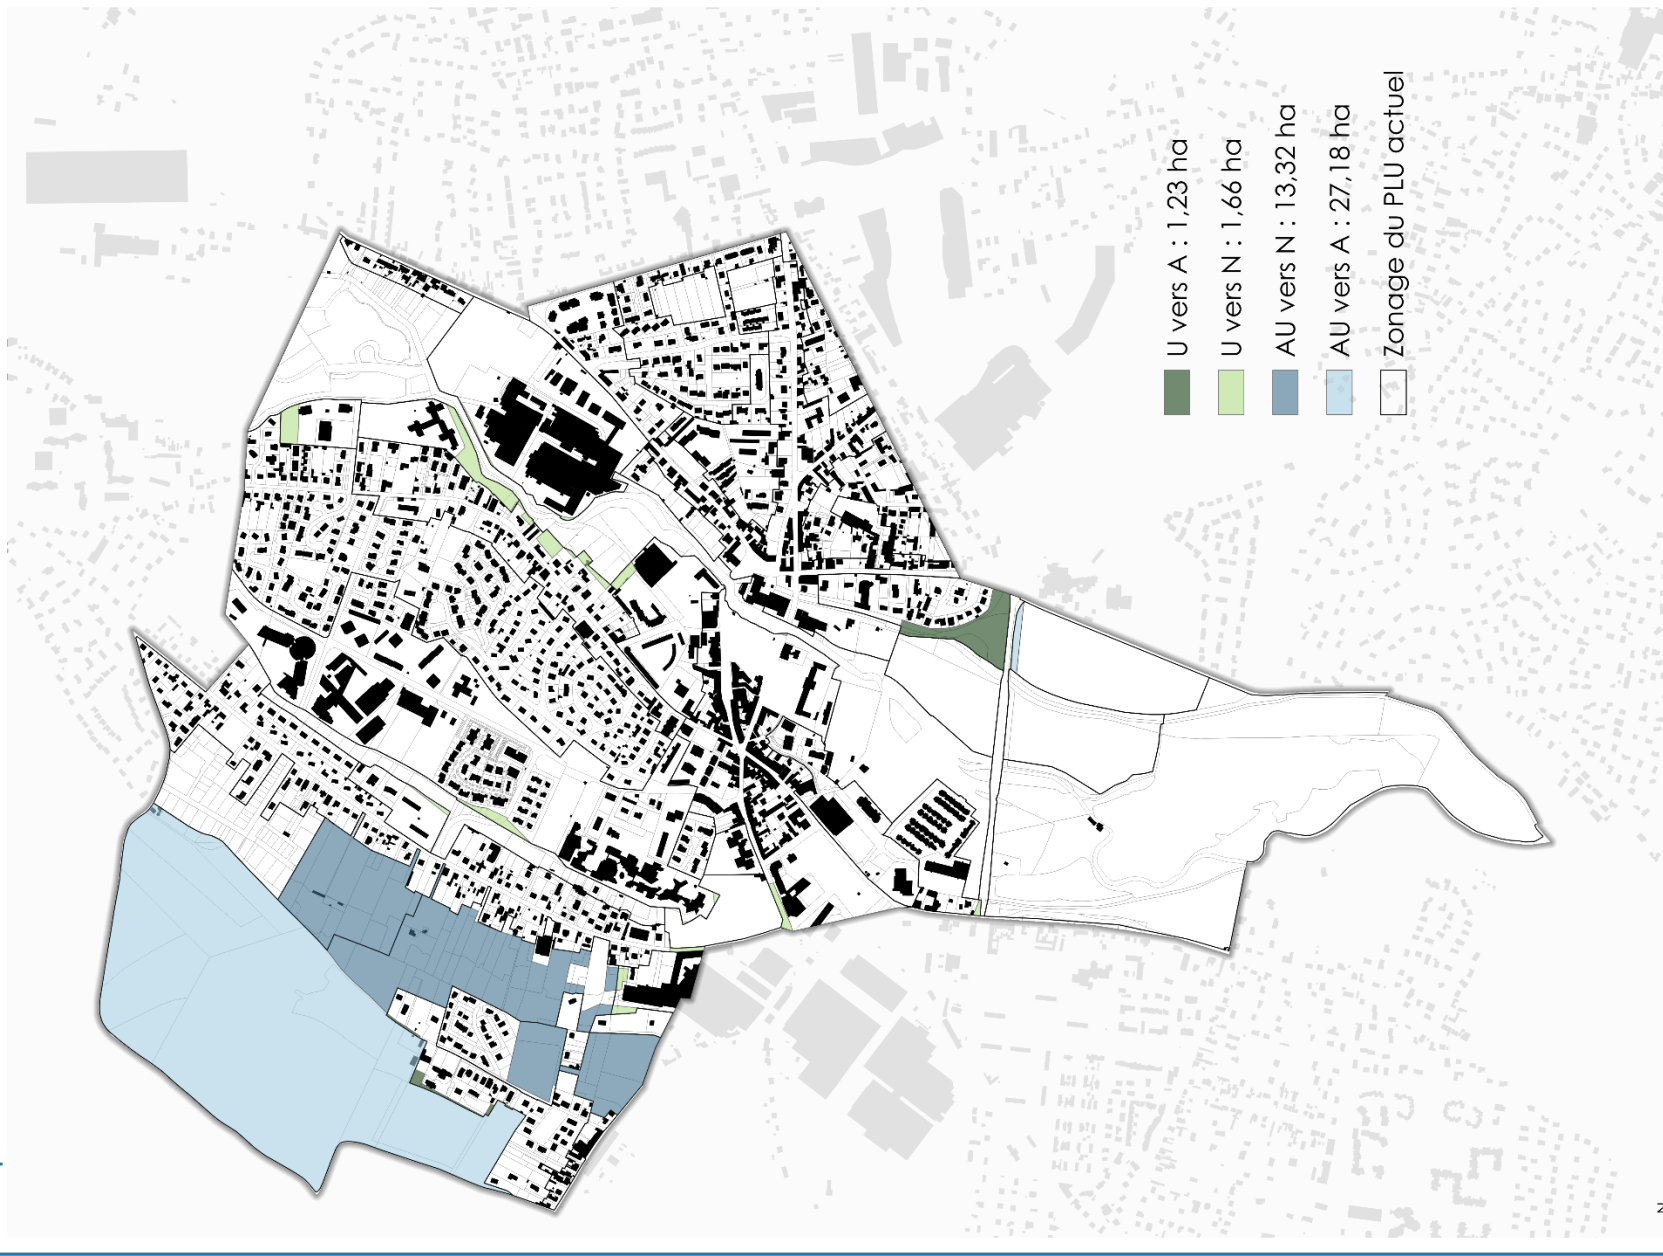 U vers A : 1,23 ha
U vers N : 1,66 ha
AU vers N : 13,32 ha
AU vers A : 27,18 ha
Zonage du PLU actuel
N